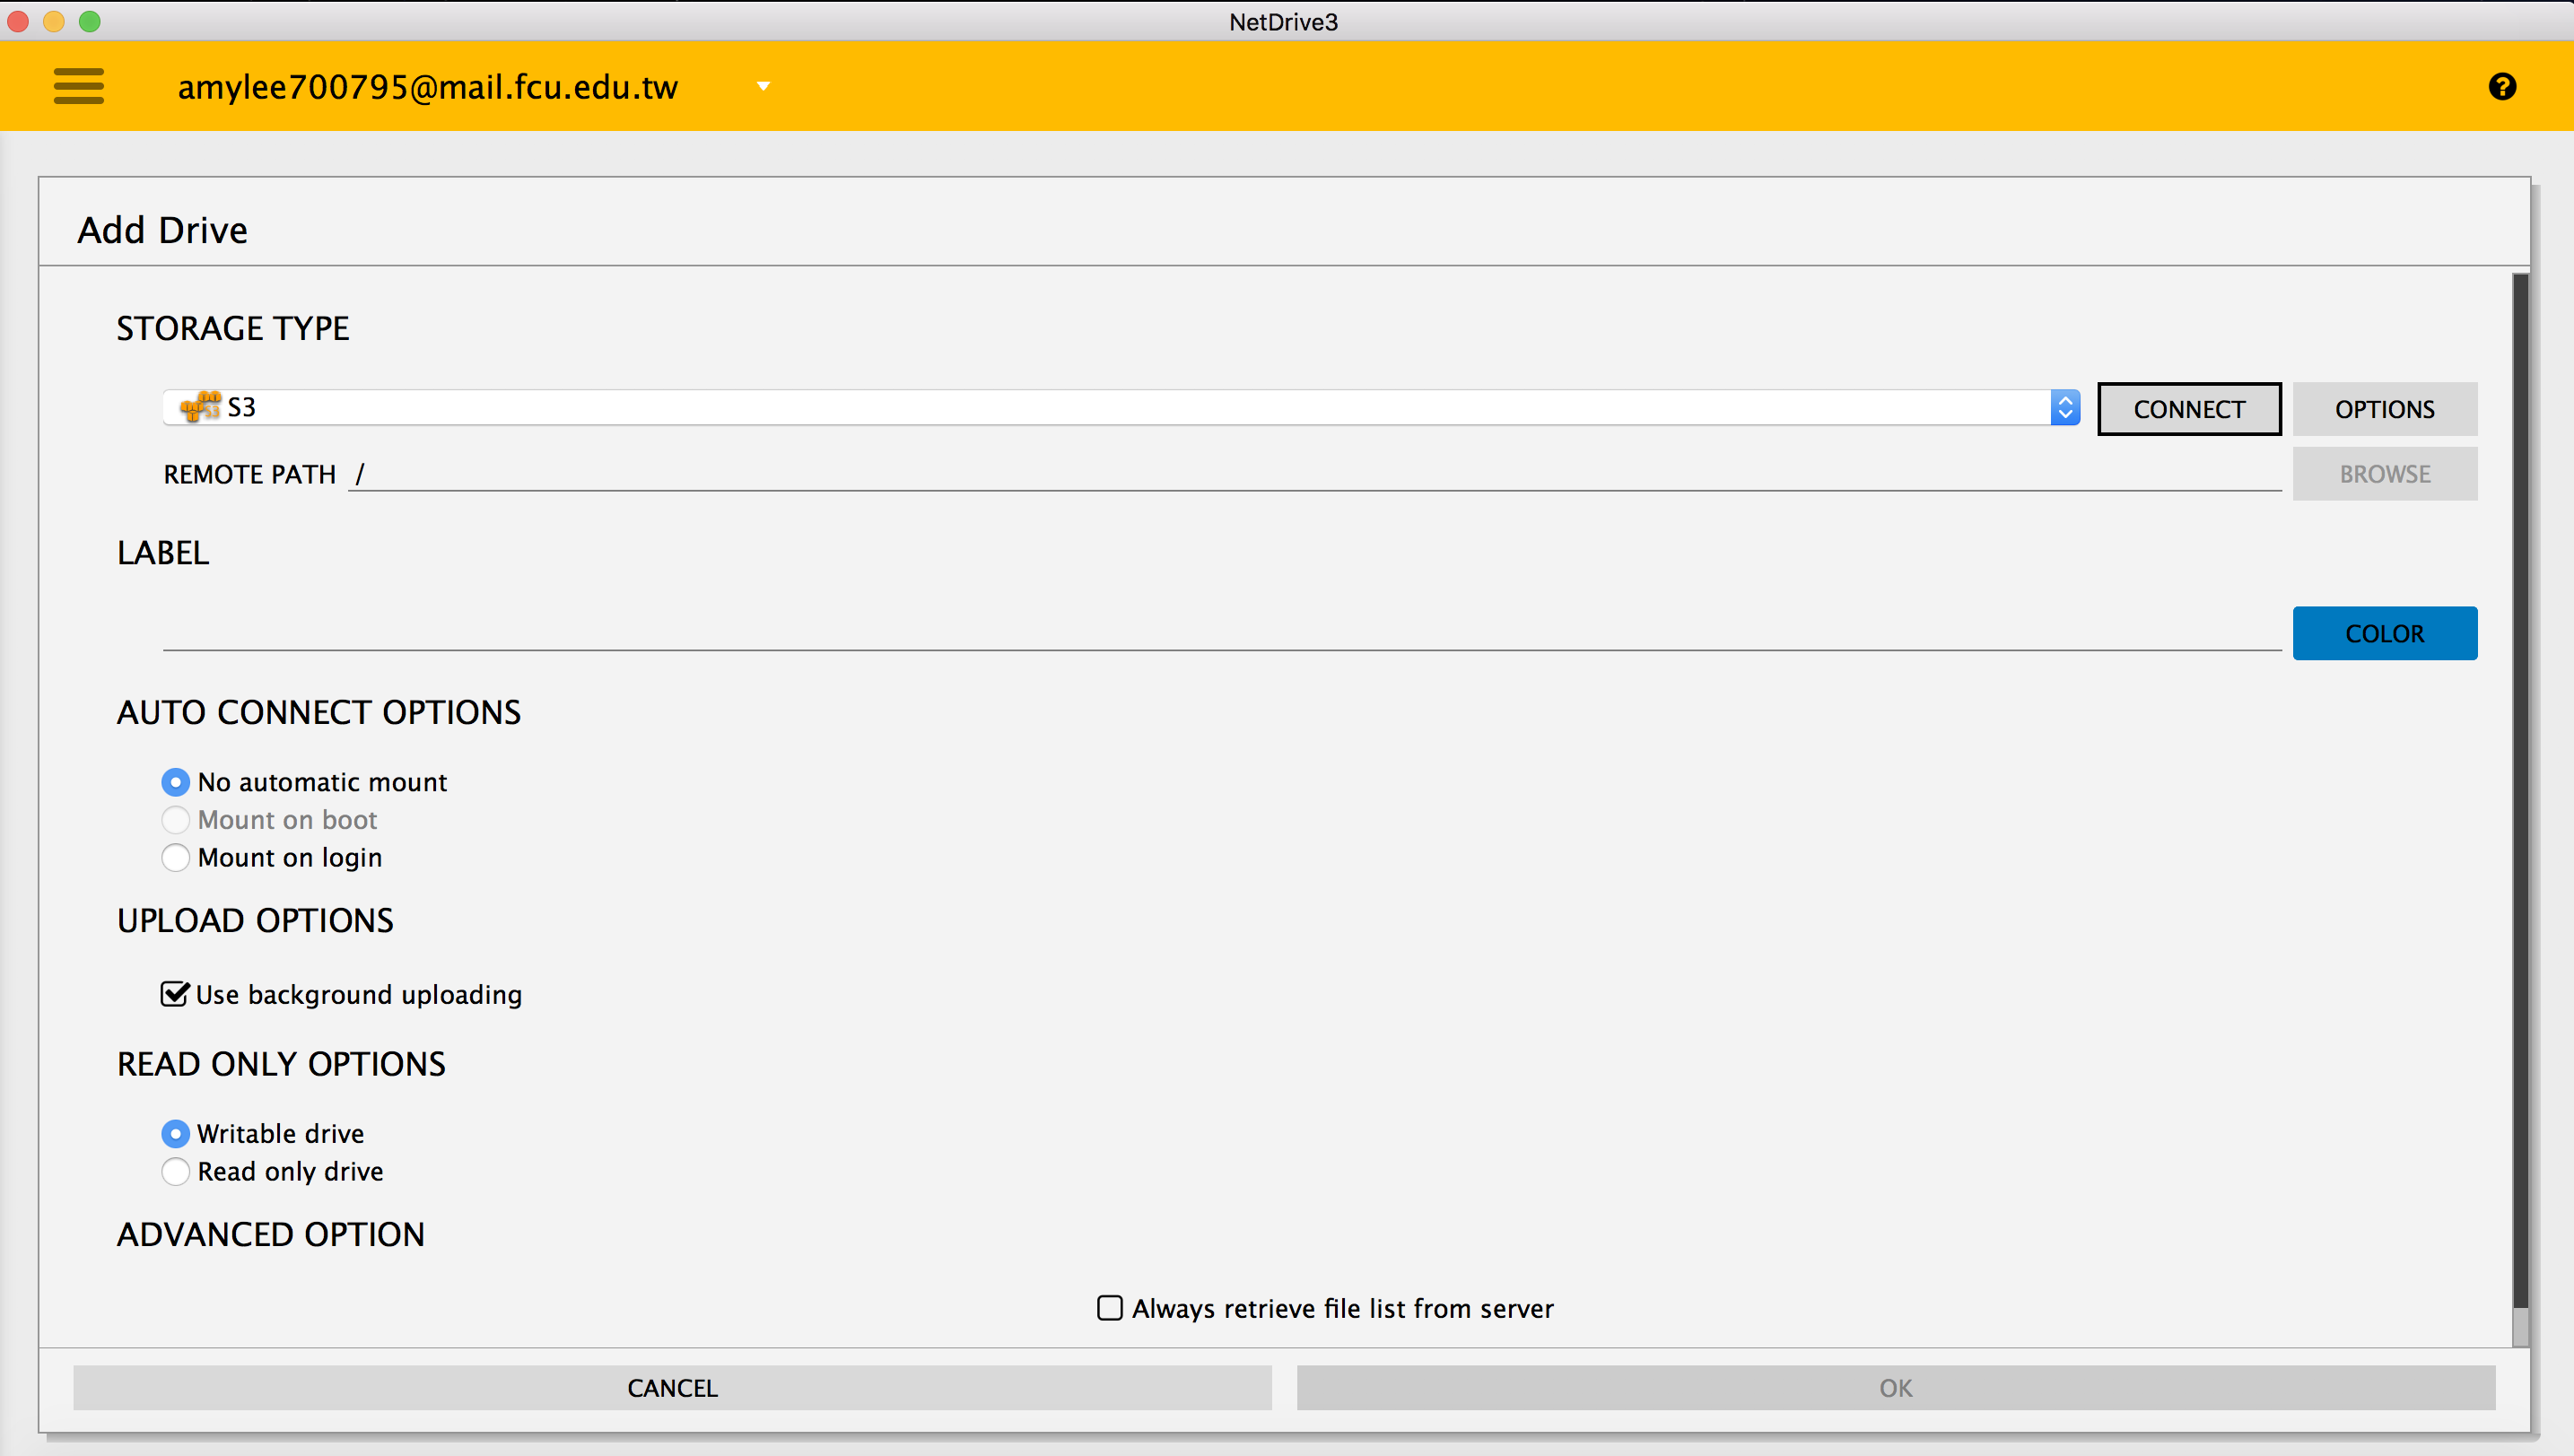 NetDrive3
amylee700795@mail.fcu.edu.tw
?
Add Drive
STORAGE TYPE
S3 S3 CONNECT OPTIONS
REMOTE PATH / BROWSE
LABEL
COLOR
AUTO CONNECT OPTIONS
No automatic mount
Mount on boot
Mount on login
UPLOAD OPTIONS
Use background uploading
READ ONLY OPTIONS
Writable drive
Read only drive
ADVANCED OPTION
Always retrieve file list from server
CANCEL OK